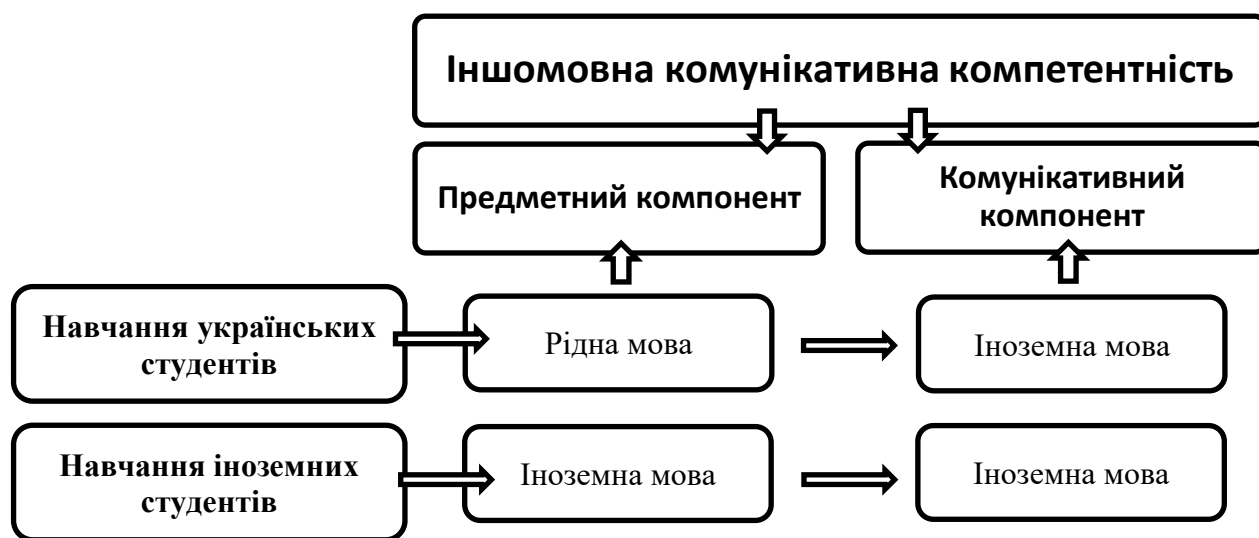 Іншомовна комунікативна компетентність
Предметний компонент
Комунікативний
компонент
Навчання українських
студентів
Рідна мова
Іноземна мова
Навчання іноземних
студентів
Іноземна мова
Іноземна мова